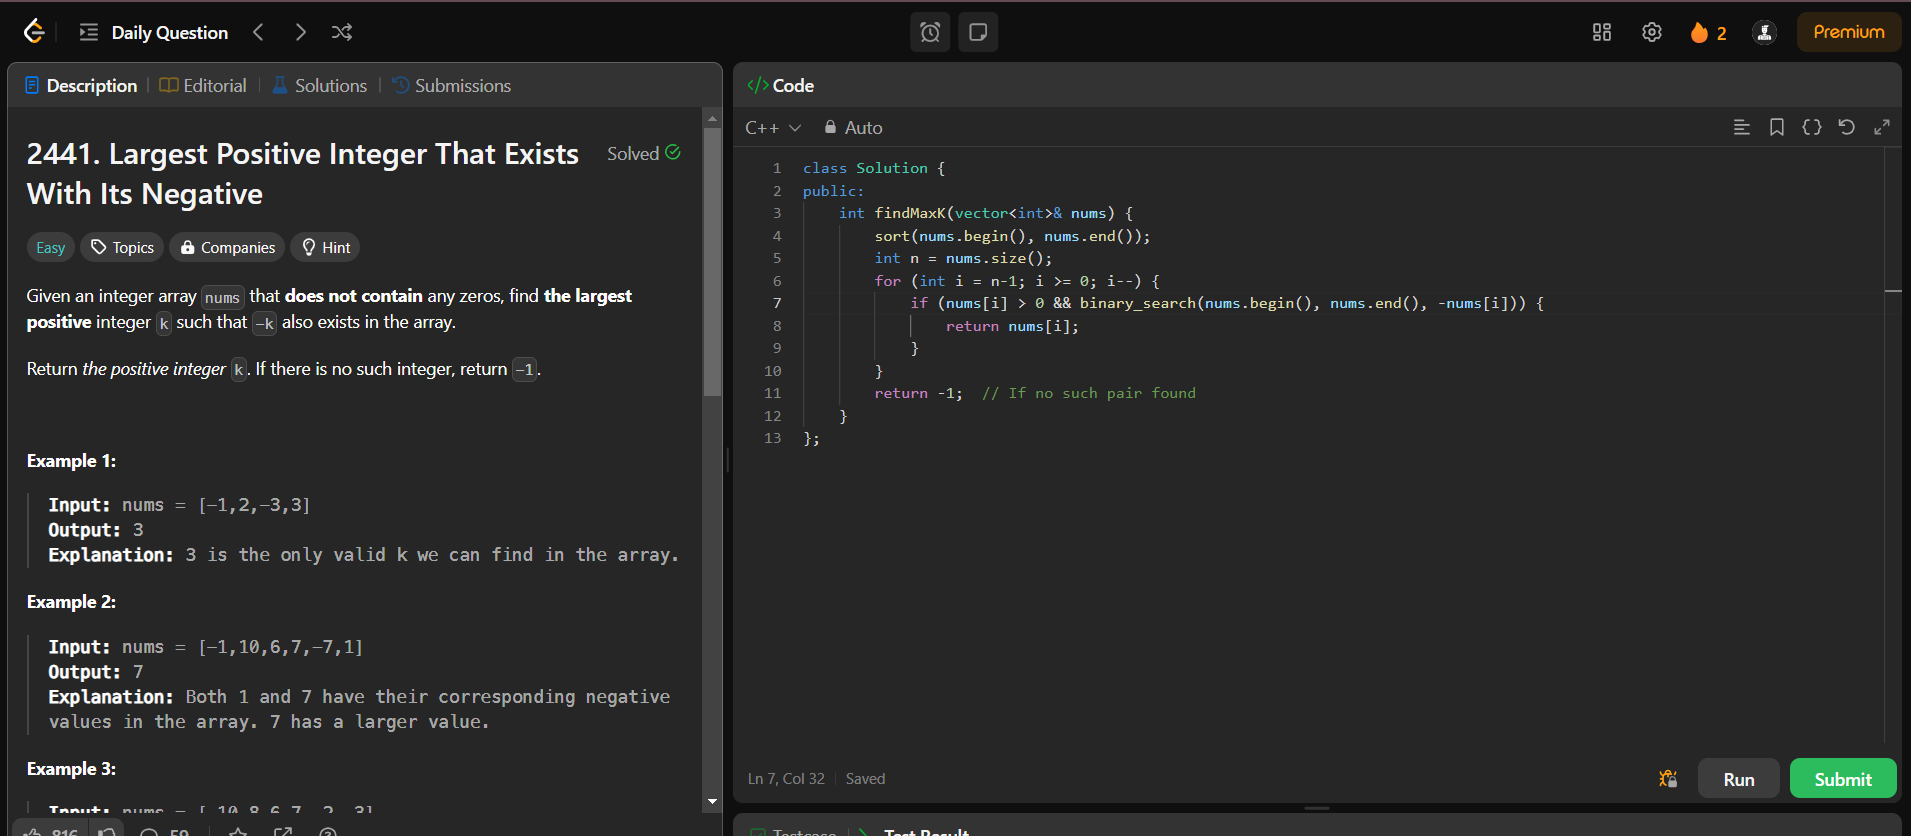 Daily Question
2
Premium
Description
Editorial
Solutions
Submissions
2441. Largest Positive Integer That Exists
With Its Negative
Solved
Easy
Topics
Companies
Hint
Given an integer array nums that does not contain any zeros, find the largest
positive integer k such that -k also exists in the array.
Return the positive integer k. If there is no such integer, return -1.
Example 1:
Input: nums = [-1,2,-3,3]
Output: 3
Explanation: 3 is the only valid k we can find in the array.
Example 2:
Input: nums = [-1,10,6,7,-7,1]
Output: 7
Explanation: Both 1 and 7 have their corresponding negative
values in the array. 7 has a larger value.
Example 3:
Input: nums = [-10,8,6,7,-2,-3]
816
59
</> Code
C++
Auto
1 class Solution {
2 public:
3 int findMaxK(vector<int>& nums) {
4 sort(nums.begin(), nums.end());
5 int n = nums.size();
6 for (int i = n-1; i >= 0; i--) {
7 if (nums[i] > 0 && binary_search(nums.begin(), nums.end(), -nums[i])) {
8 return nums[i];
9 }
10 }
11 return -1;  // If no such pair found
12 }
13 };
Ln 7, Col 32
Saved
Run
Submit
Testcase
Test Result